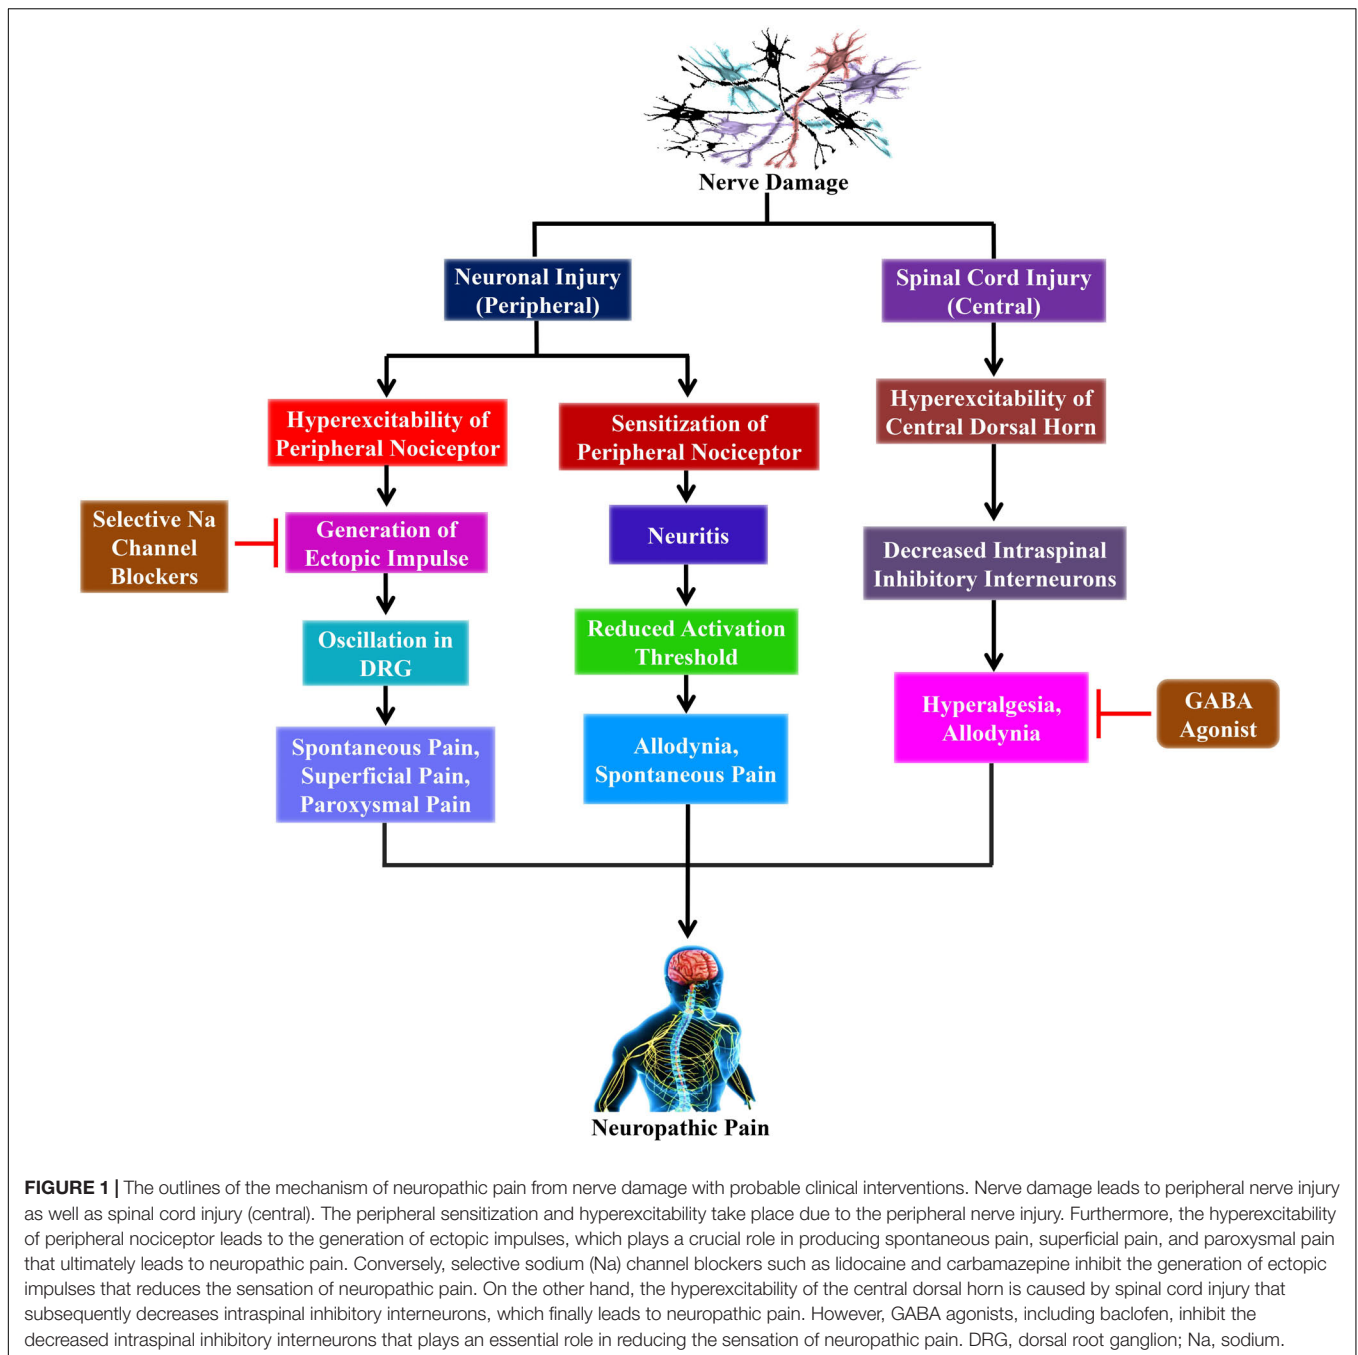 Nerve Damage
Neuronal Injury
(Peripheral)
Spinal Cord Injury
(Central)
Hyperexcitability of
Peripheral Nociceptor
Sensitization of
Peripheral Nociceptor
Hyperexcitability of
Central Dorsal Horn
Selective Na
Channel
Blockers
Generation of
Ectopic Impulse
Neuritis
Decreased Intraspinal
Inhibitory Interneurons
Oscillation in
DRG
Reduced Activation
Threshold
Hyperalgesia,
Allodynia
GABA
Agonist
Spontaneous Pain,
Superficial Pain,
Paroxysmal Pain
Allodynia,
Spontaneous Pain
Neuropathic Pain
FIGURE 1 | The outlines of the mechanism of neuropathic pain from nerve damage with probable clinical interventions. Nerve damage leads to peripheral nerve injury
as well as spinal cord injury (central). The peripheral sensitization and hyperexcitability take place due to the peripheral nerve injury. Furthermore, the hyperexcitability
of peripheral nociceptor leads to the generation of ectopic impulses, which plays a crucial role in producing spontaneous pain, superficial pain, and paroxysmal pain
that ultimately leads to neuropathic pain. Conversely, selective sodium (Na) channel blockers such as lidocaine and carbamazepine inhibit the generation of ectopic
impulses that reduces the sensation of neuropathic pain. On the other hand, the hyperexcitability of the central dorsal horn is caused by spinal cord injury that
subsequently decreases intraspinal inhibitory interneurons, which finally leads to neuropathic pain. However, GABA agonists, including baclofen, inhibit the
decreased intraspinal inhibitory interneurons that plays an essential role in reducing the sensation of neuropathic pain. DRG, dorsal root ganglion; Na, sodium.